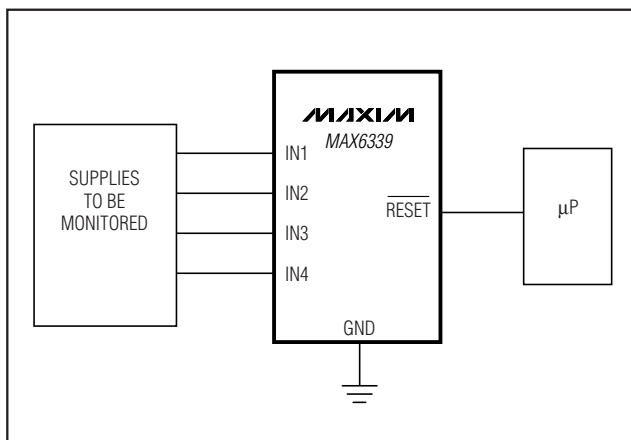 MAXIM
MAX6339
SUPPLIES
TO BE
MONITORED
IN1
IN2
IN3
IN4
RESET
GND
μP